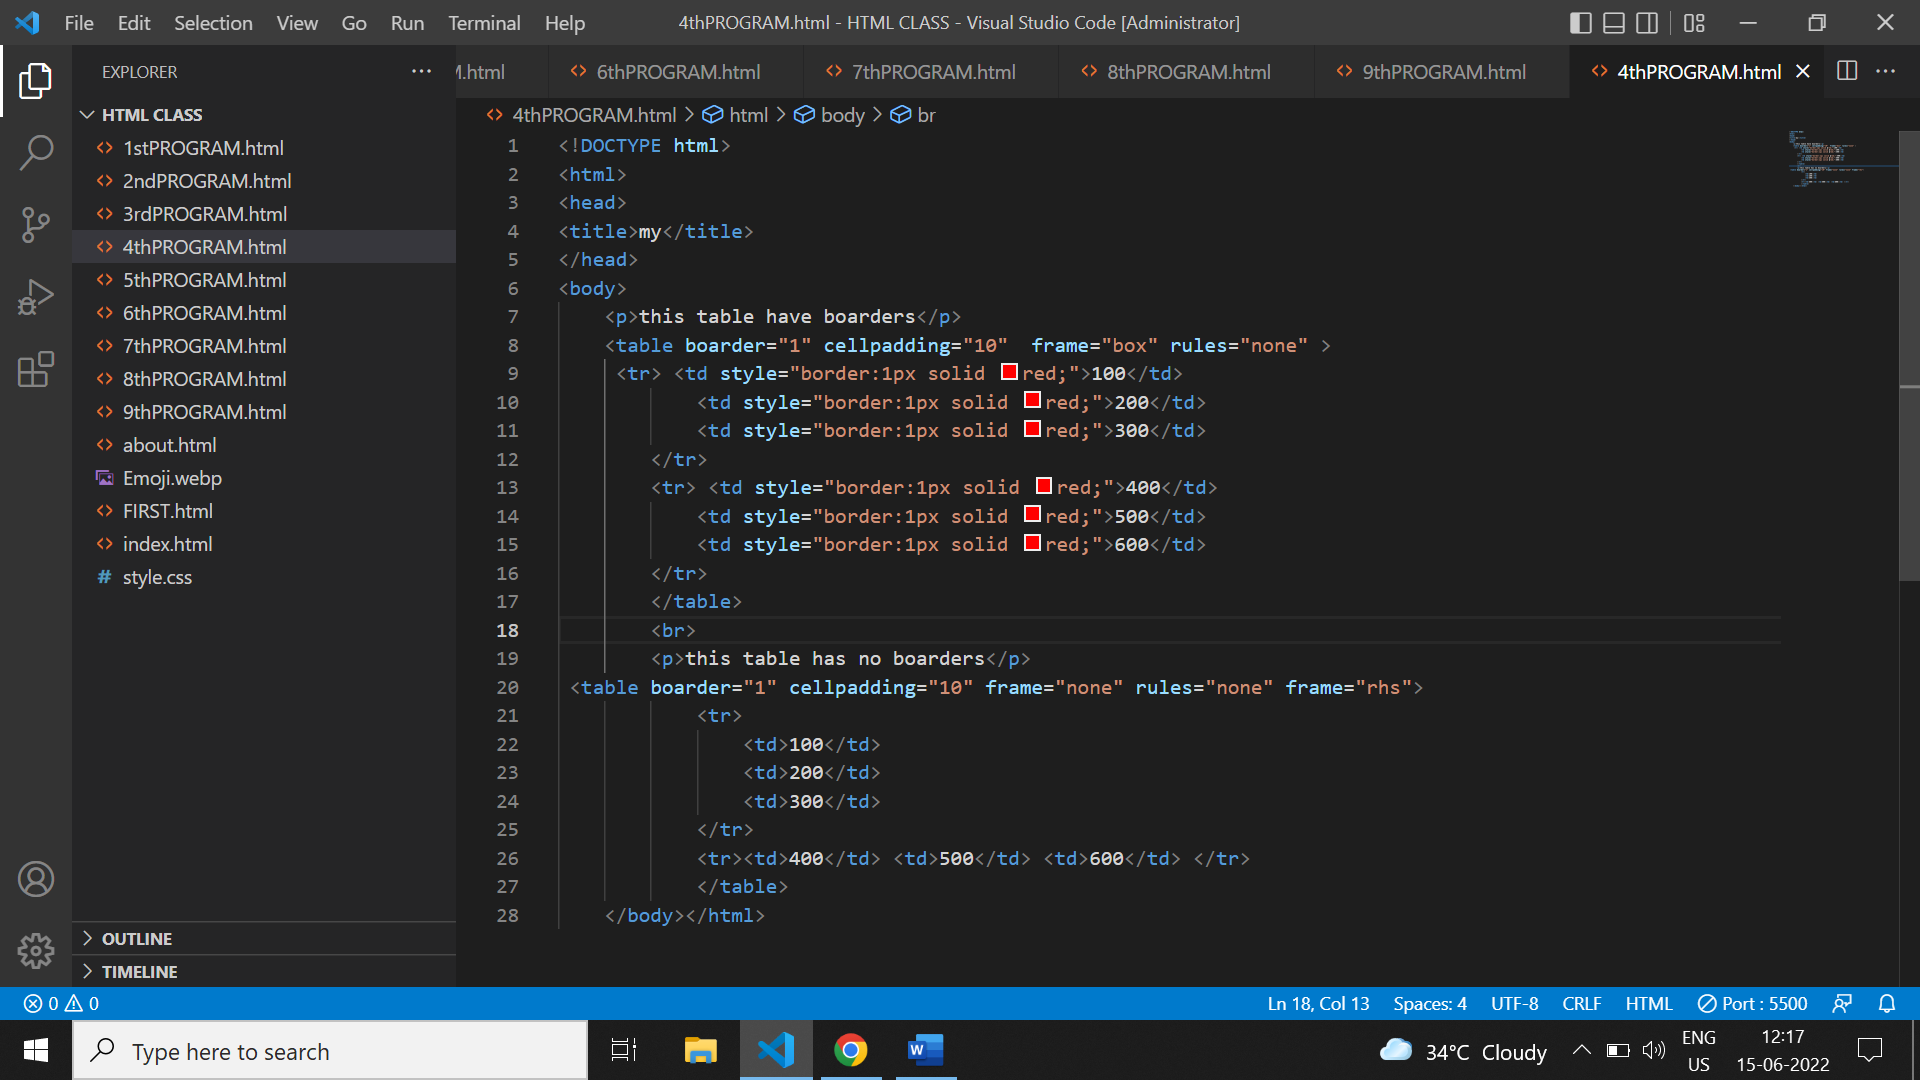 File Edit Selection View Go Run Terminal Help
4thPROGRAM.html - HTML CLASS - Visual Studio Code [Administrator]
EXPLORER
M.html
6thPROGRAM.html
7thPROGRAM.html
8thPROGRAM.html
9thPROGRAM.html
4thPROGRAM.html
HTML CLASS
1stPROGRAM.html
2ndPROGRAM.html
3rdPROGRAM.html
4thPROGRAM.html
5thPROGRAM.html
6thPROGRAM.html
7thPROGRAM.html
8thPROGRAM.html
9thPROGRAM.html
about.html
Emoji.webp
FIRST.html
index.html
# style.css
OUTLINE
TIMELINE
4thPROGRAM.html > html > body > br
1 <!DOCTYPE html>
2 <html>
3 <head>
4 <title>my</title>
5 </head>
6 <body>
7 <p>this table have boarders</p>
8 <table boarder="1" cellpadding="10"  frame="box" rules="none" >
9 <tr> <td style="border:1px solid red;">100</td>
10 <td style="border:1px solid red;">200</td>
11 <td style="border:1px solid red;">300</td>
12 </tr>
13 <tr> <td style="border:1px solid red;">400</td>
14 <td style="border:1px solid red;">500</td>
15 <td style="border:1px solid red;">600</td>
16 </tr>
17 </table>
18 <br>
19 <p>this table has no boarders</p>
20 <table boarder="1" cellpadding="10" frame="none" rules="none" frame="rhs">
21 <tr>
22 <td>100</td>
23 <td>200</td>
24 <td>300</td>
25 </tr>
26 <tr><td>400</td> <td>500</td> <td>600</td> </tr>
27 </table>
28 </body></html>
0 0
Ln 18, Col 13 Spaces: 4 UTF-8 CRLF HTML Port : 5500
Type here to search
W
34°C Cloudy
ENG
US
12:17
15-06-2022